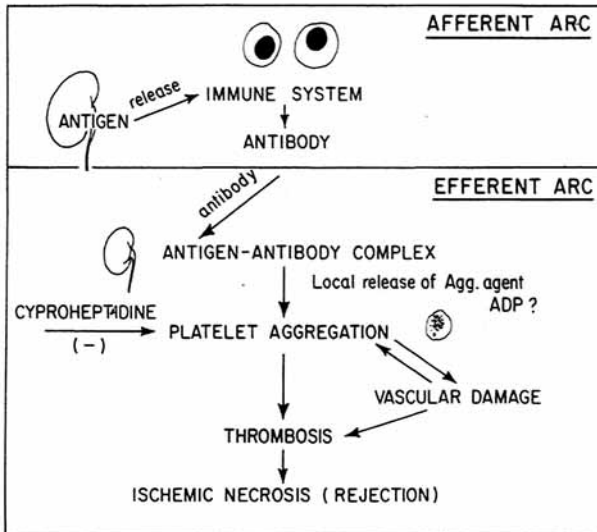 AFFERENT ARC
release
IMMUNE SYSTEM
ANTIGEN
ANTIBODY
EFFERENT ARC
antibody
ANTIGEN-ANTIBODY COMPLEX
Local release of Agg. agent
ADP ?
CYPROHEPTIDINE
(-)
PLATELET AGGREGATION
VASCULAR DAMAGE
THROMBOSIS
ISCHEMIC NECROSIS (REJECTION)